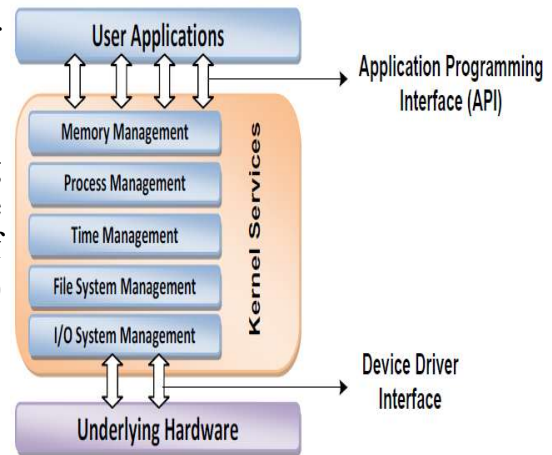 User Applications
Application Programming
Interface (API)
Memory Management
Process Management
Time Management
File System Management
I/O System Management
Kernel Services
Device Driver
Interface
Underlying Hardware